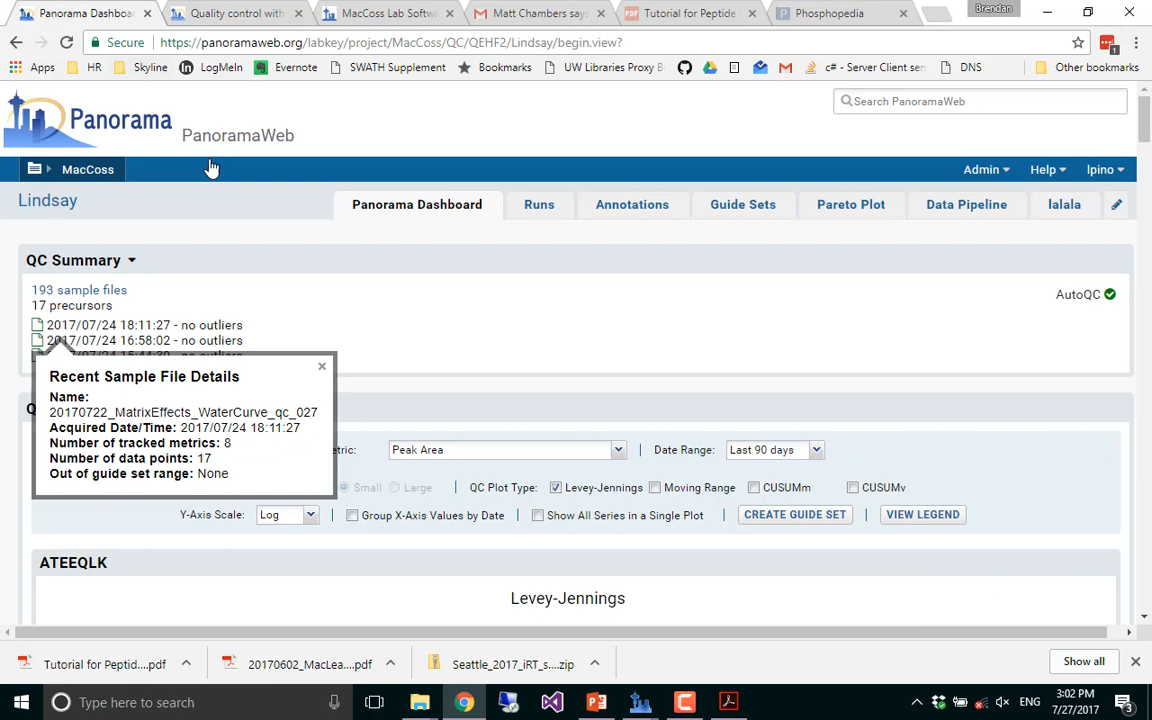 Panorama Dashboa
Quality control with
MacCoss Lab Softwa
Matt Chambers says
Tutorial for Peptide
Phosphopedia
Brendan
Secure
https://panoramaweb.org/labkey/project/MacCoss/QC/QEHF2/Lindsay/begin.view?
1
Apps
HR
Skyline
LogMeIn
Evernote
SWATH Supplement
Bookmarks
UW Libraries Proxy B
c# - Server Client sen
DNS
Other bookmarks
Panorama
PanoramaWeb
Search PanoramaWeb
MacCoss
Admin
Help
lpino
Lindsay
Panorama Dashboard
Runs
Annotations
Guide Sets
Pareto Plot
Data Pipeline
lalala
QC Summary
193 sample files
AutoQC
17 precursors
2017/07/24 18:11:27 - no outliers
2017/07/24 16:58:02 - no outliers
Recent Sample File Details
Name:
20170722_MatrixEffects_WaterCurve_qc_027
Acquired Date/Time: 2017/07/24 18:11:27
Number of tracked metrics: 8
Number of data points: 17
Out of guide set range: None
Peak Area
Date Range:
Last 90 days
Small
Large
QC Plot Type:
Levey-Jennings
Moving Range
CUSUMm
CUSUMv
Y-Axis Scale:
Log
Group X-Axis Values by Date
Show All Series in a Single Plot
CREATE GUIDE SET
VIEW LEGEND
ATEEQLK
Levey-Jennings
Tutorial for Peptid....pdf
20170602_MacLea....pdf
Seattle_2017_iRT_s....zip
Show all
Type here to search
ENG
3:02 PM
7/27/2017
3